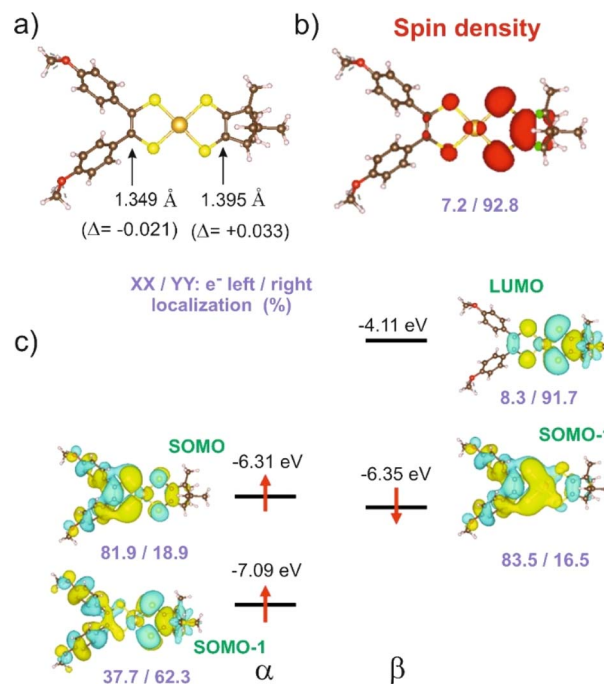 a)
1.349 Å
1.395 Å
(Δ= -0.021)
(Δ= +0.033)
b)
Spin density
7.2 / 92.8
XX / YY: e⁻ left / right
localization (%)
c)
LUMO
-4.11 eV
8.3 / 91.7
SOMO
-6.31 eV
81.9 / 18.9
-6.35 eV
SOMO-1
83.5 / 16.5
-7.09 eV
SOMO-1
37.7 / 62.3
α
β